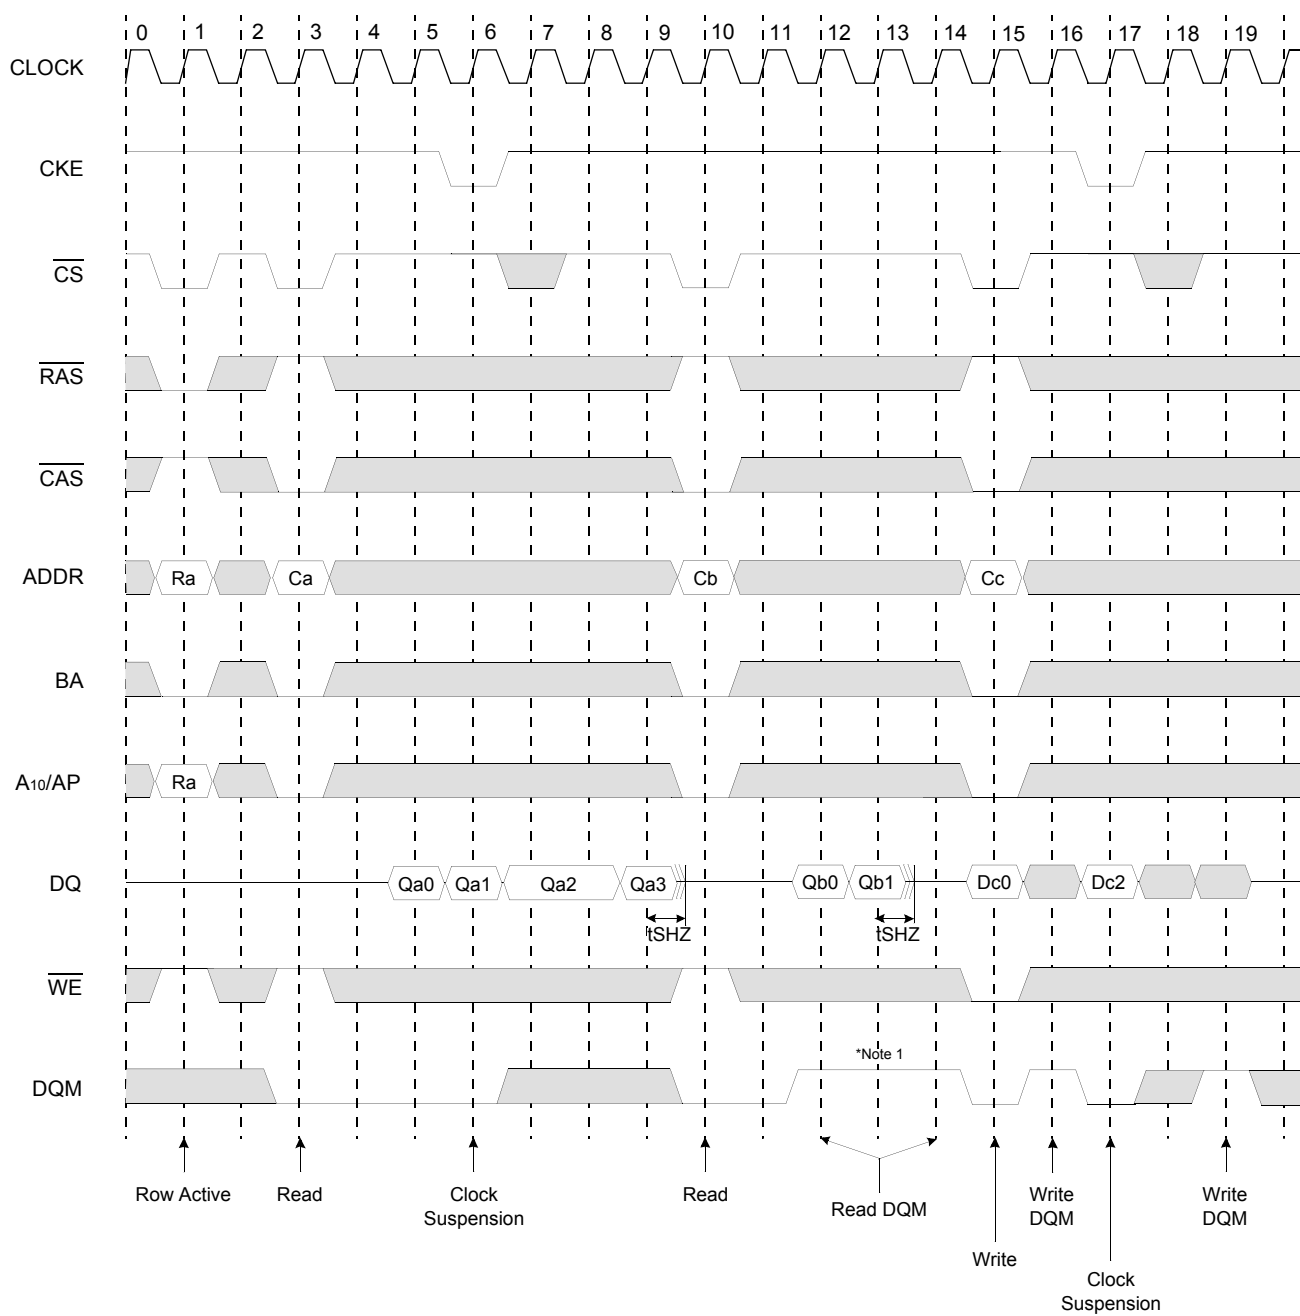 0 1 2 3 4 5 6 7 8 9 10 11 12 13 14 15 16 17 18 19
CLOCK
CKE
CS
RAS
CAS
ADDR Ra Ca Cb Cc
BA
A10/AP Ra
DQ Qa0 Qa1 Qa2 Qa3 Qb0 Qb1 Dc0 Dc2
tSHZ tSHZ
WE
*Note 1
DQM
Row Active Read Clock Suspension Read Read DQM Write DQM Write DQM
Write
Clock
Suspension